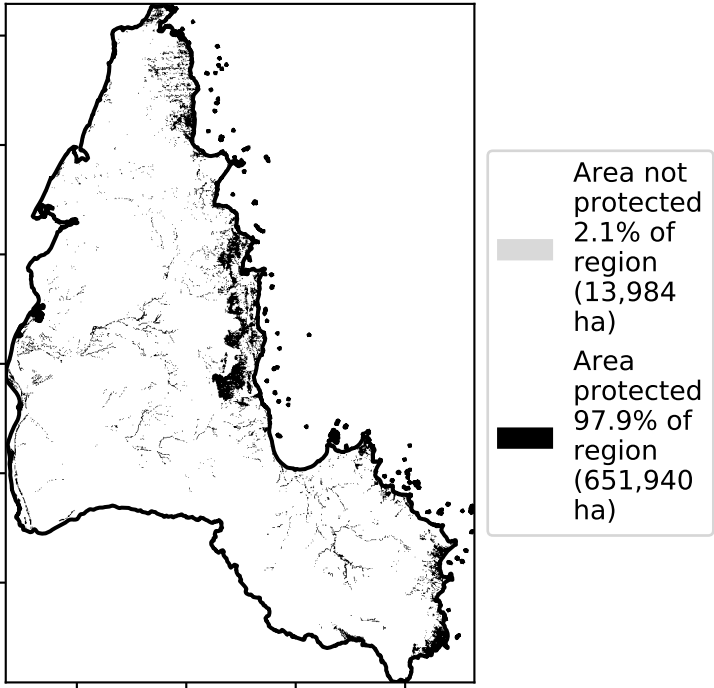 Area not
protected
2.1% of
region
(13,984
ha)
Area
protected
97.9% of
region
(651,940
ha)